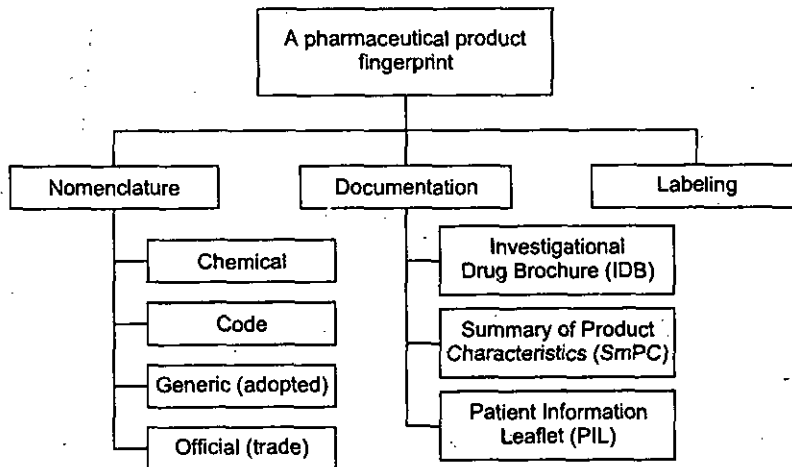 A pharmaceutical product
fingerprint
Nomenclature
Documentation
Labeling
Chemical
Code
Generic (adopted)
Official (trade)
Investigational
Drug Brochure (IDB)
Summary of Product
Characteristics (SmPC)
Patient Information
Leaflet (PIL)